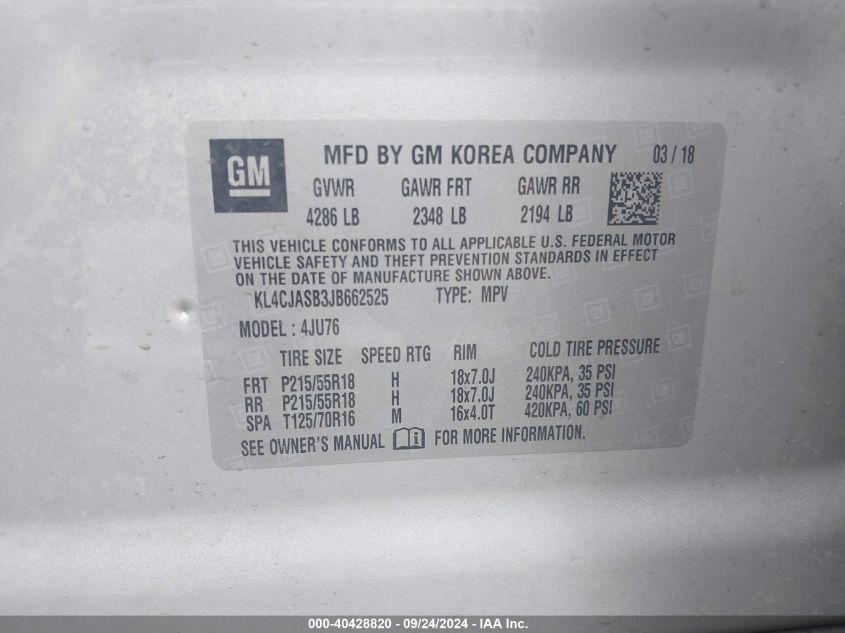 GM MFD BY GM KOREA COMPANY 03 / 18
GVWR GAWR FRT GAWR RR
4286 LB 2348 LB 2194 LB
THIS VEHICLE CONFORMS TO ALL APPLICABLE U.S. FEDERAL MOTOR
VEHICLE SAFETY AND THEFT PREVENTION STANDARDS IN EFFECT
ON THE DATE OF MANUFACTURE SHOWN ABOVE.
KL4CJASB3JB662525 TYPE: MPV
MODEL : 4JU76
TIRE SIZE SPEED RTG RIM COLD TIRE PRESSURE
FRT P215/55R18 H 18x7.0J 240KPA, 35 PSI
RR P215/55R18 H 18x7.0J 240KPA, 35 PSI
SPA T125/70R16 M 16x4.0T 420KPA, 60 PSI
SEE OWNER'S MANUAL i FOR MORE INFORMATION.
000-40428820 - 09/24/2024 - IAA Inc.